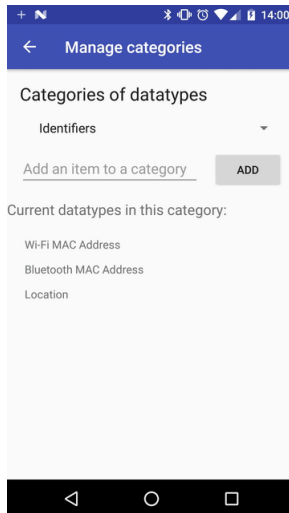 14:00
Manage categories
Categories of datatypes
Identifiers
Add an item to a category ADD
Current datatypes in this category:
Wi-Fi MAC Address
Bluetooth MAC Address
Location